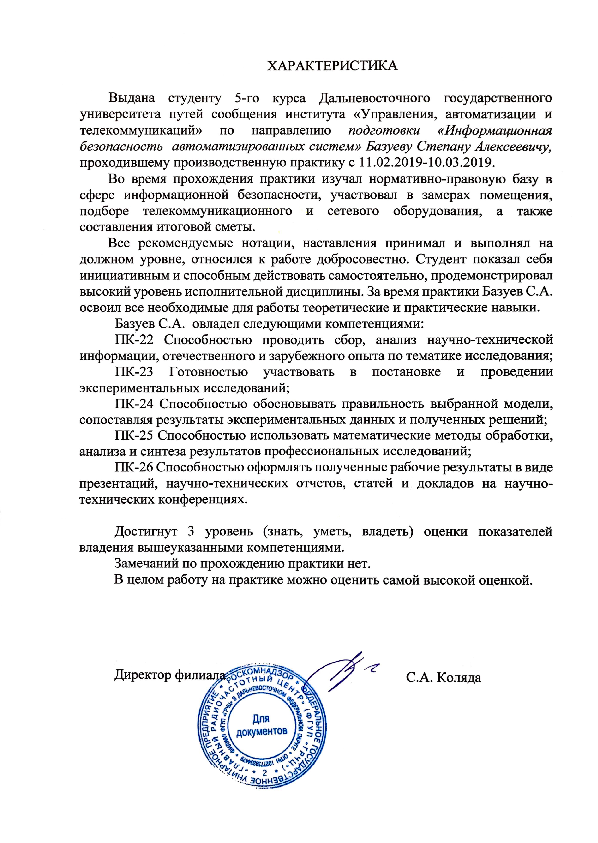 ХАРАКТЕРИСТИКА
Выдана студенту 5-го курса Дальневосточного государственного
университета путей сообщения института «Управления, автоматизации и
телекоммуникаций» по направлению подготовки «Информационная
безопасность автоматизированных систем» Базуеву Степану Алексеевичу,
проходившему производственную практику с 11.02.2019-10.03.2019.
Во время прохождения практики изучал нормативно-правовую базу в
сфере информационной безопасности, участвовал в замерах помещения,
подборе телекоммуникационного и сетевого оборудования, а также
составления итоговой сметы.
Все рекомендуемые нотации, наставления принимал и выполнял на
должном уровне, относился к работе добросовестно. Студент показал себя
инициативным и способным действовать самостоятельно, продемонстрировал
высокий уровень исполнительной дисциплины. За время практики Базуев С.А.
освоил все необходимые для работы теоретические и практические навыки.
Базуев С.А. овладел следующими компетенциями:
ПК-22 Способностью проводить сбор, анализ научно-технической
информации, отечественного и зарубежного опыта по тематике исследования;
ПК-23 Готовностью участвовать в постановке и проведении
экспериментальных исследований;
ПК-24 Способностью обосновывать правильность выбранной модели,
сопоставляя результаты экспериментальных данных и полученных решений;
ПК-25 Способностью использовать математические методы обработки,
анализа и синтеза результатов профессиональных исследований;
ПК-26 Способностью оформлять полученные рабочие результаты в виде
презентаций, научно-технических отчетов, статей и докладов на научно-
технических конференциях.
Достигнут 3 уровень (знать, уметь, владеть) оценки показателей
владения вышеуказанными компетенциями.
Замечаний по прохождению практики нет.
В целом работу на практике можно оценить самой высокой оценкой.
Директор филиала
С.А. Коляда
РОСКОМНАДЗОР * ФЕДЕРАЛЬНОЕ ГОСУДАРСТВЕННОЕ УНИТАРНОЕ ПРЕДПРИЯТИЕ
«ГЛАВНЫЙ РАДИОЧАСТОТНЫЙ ЦЕНТР» (ФГУП «ГРЧЦ») * 2 *
Для
документов